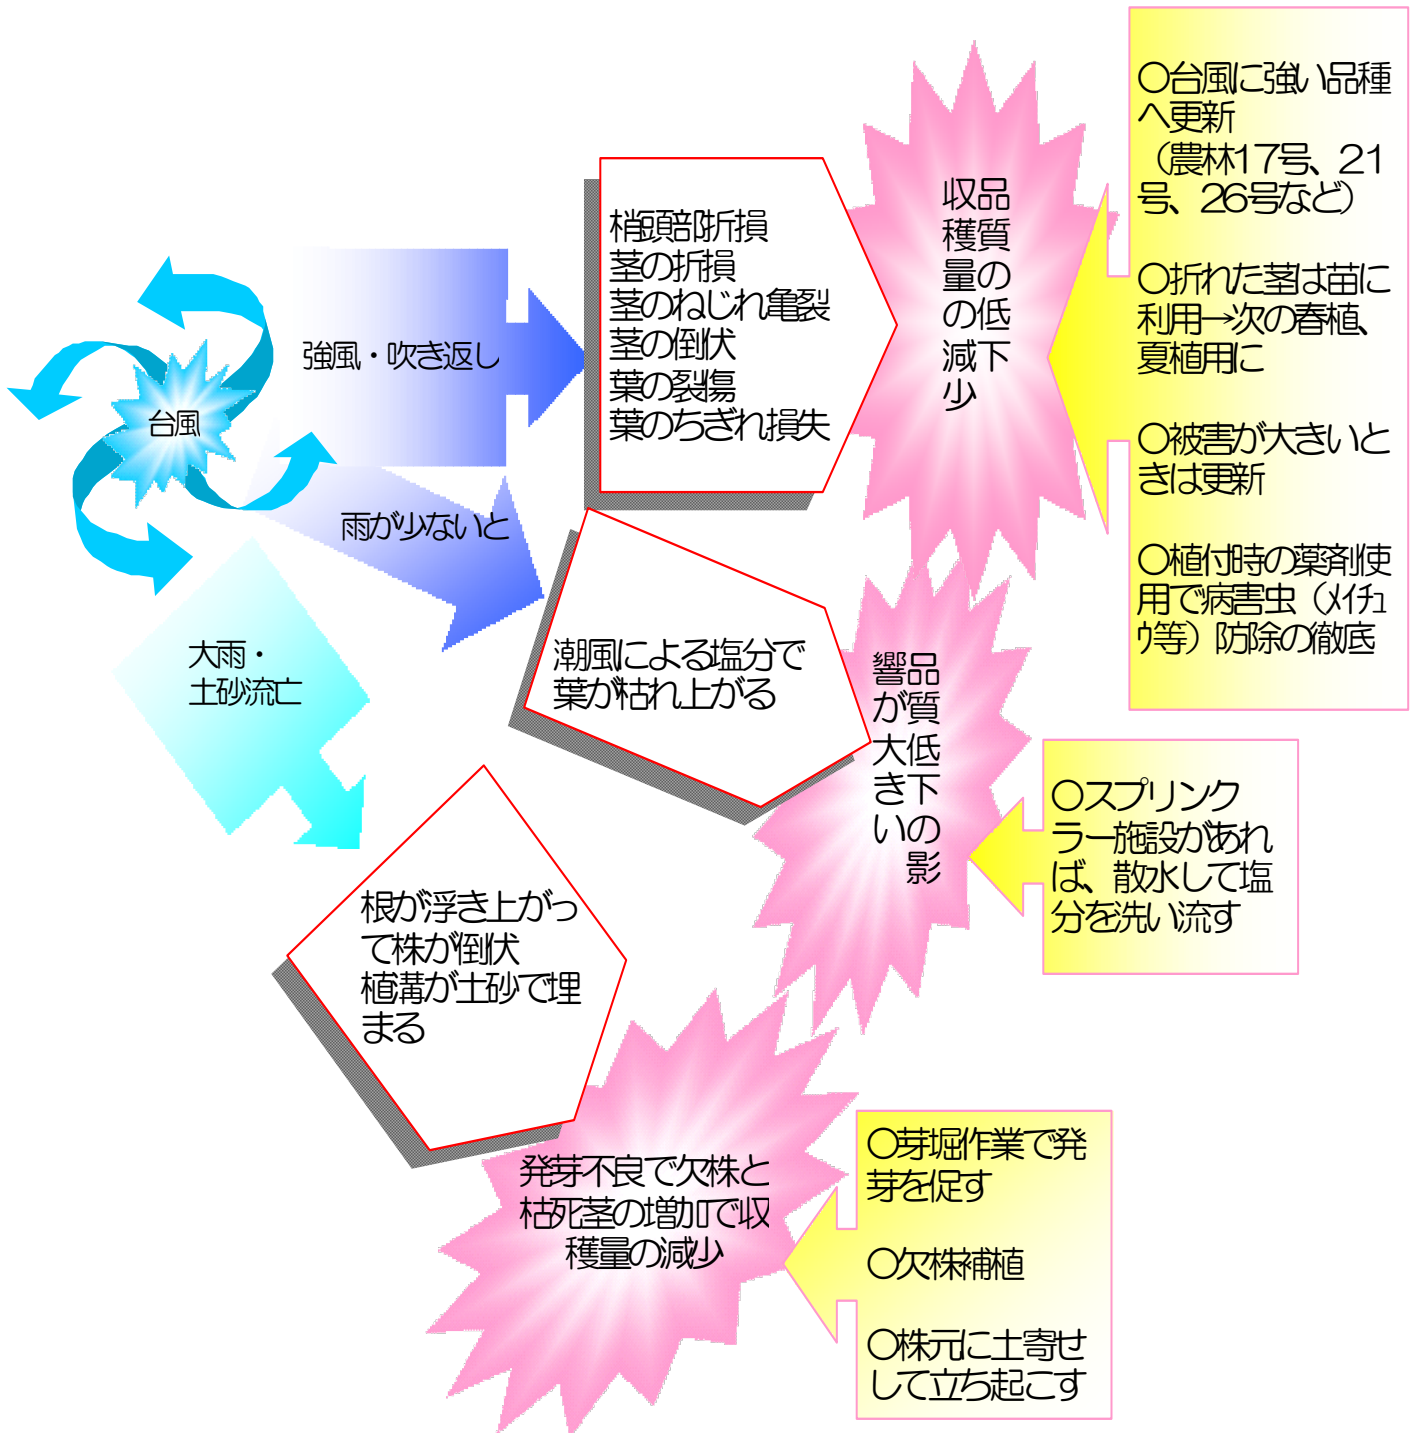 台風
強風・吹き返し
雨が少ないと
大雨・
土砂流亡
梢頭部折損
茎の折損
茎のねじれ亀裂
茎の倒伏
葉の裂傷
葉のちぎれ損失
品質の低下
収穫量の減少
○台風に強い品種
へ更新
（農林17号、21
号、26号など）
○折れた茎は苗に
利用→次の春植、
夏植用に
○被害が大きいと
きは更新
○植付時の薬剤使
用で病害虫（ﾒｲﾁｭ
ｳ等）防除の徹底
潮風による塩分で
葉が枯れ上がる
品質低下の影
響が大きい
○スプリンク
ラー施設があれ
ば、散水して塩
分を洗い流す
根が浮き上がっ
て株が倒伏
植溝が土砂で埋
まる
発芽不良で欠株と
枯死茎の増加で収
穫量の減少
○芽堀作業で発
芽を促す
○欠株補植
○株元に土寄せ
して立ち起こす